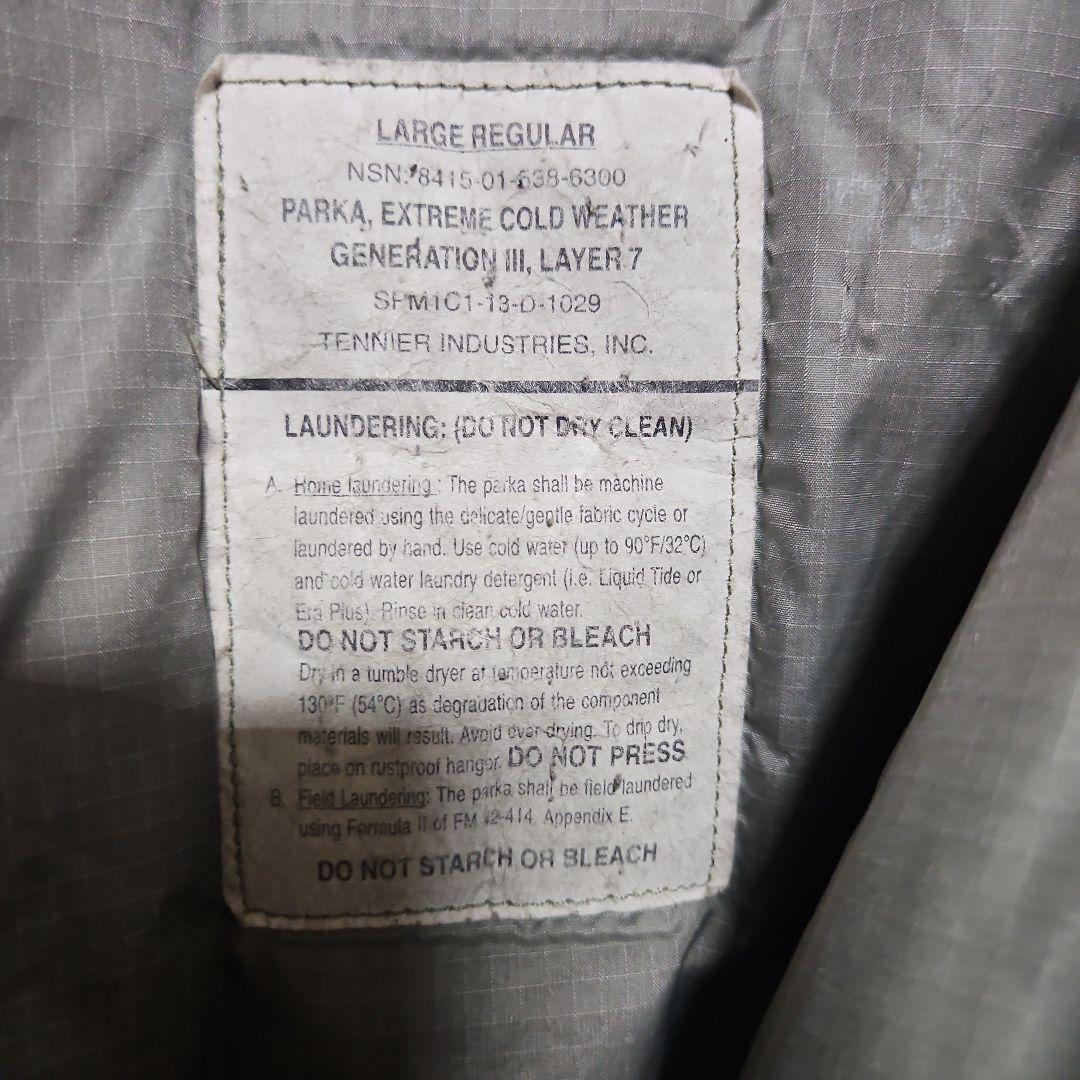 LARGE REGULAR
NSN: 8415-01-538-6300
PARKA, EXTREME COLD WEATHER
GENERATION III, LAYER 7
SPM1C1-13-D-1029
TENNIER INDUSTRIES, INC.
LAUNDERING: (DO NOT DRY CLEAN)
A. Home laundering : The parka shall be machine
laundered using the delicate/gentle fabric cycle or
laundered by hand. Use cold water (up to 90°F/32°C)
and cold water laundry detergent (i.e. Liquid Tide or
Era Plus). Rinse in clean cold water.
DO NOT STARCH OR BLEACH
Dry in a tumble dryer at temperature not exceeding
130°F (54°C) as degradation of the component
materials will result. Avoid over-drying. To drip dry,
place on rustproof hanger. DO NOT PRESS
B. Field Laundering: The parka shall be field laundered
using Formula II of FM 42-414, Appendix E.
DO NOT STARCH OR BLEACH